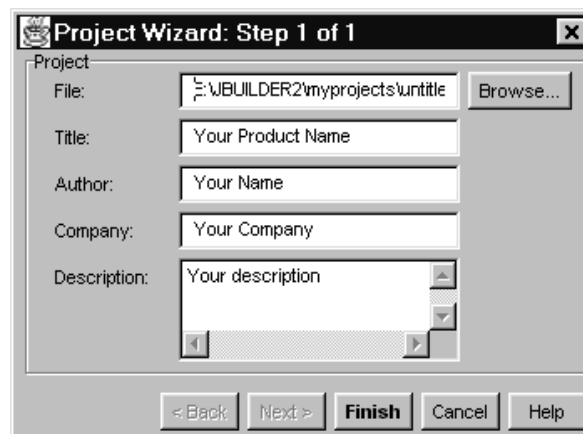 Project Wizard: Step 1 of 1
Project
File: E:\JBUILDER2\myprojects\untitle Browse...
Title: Your Product Name
Author: Your Name
Company: Your Company
Description: Your description
< Back Next > Finish Cancel Help